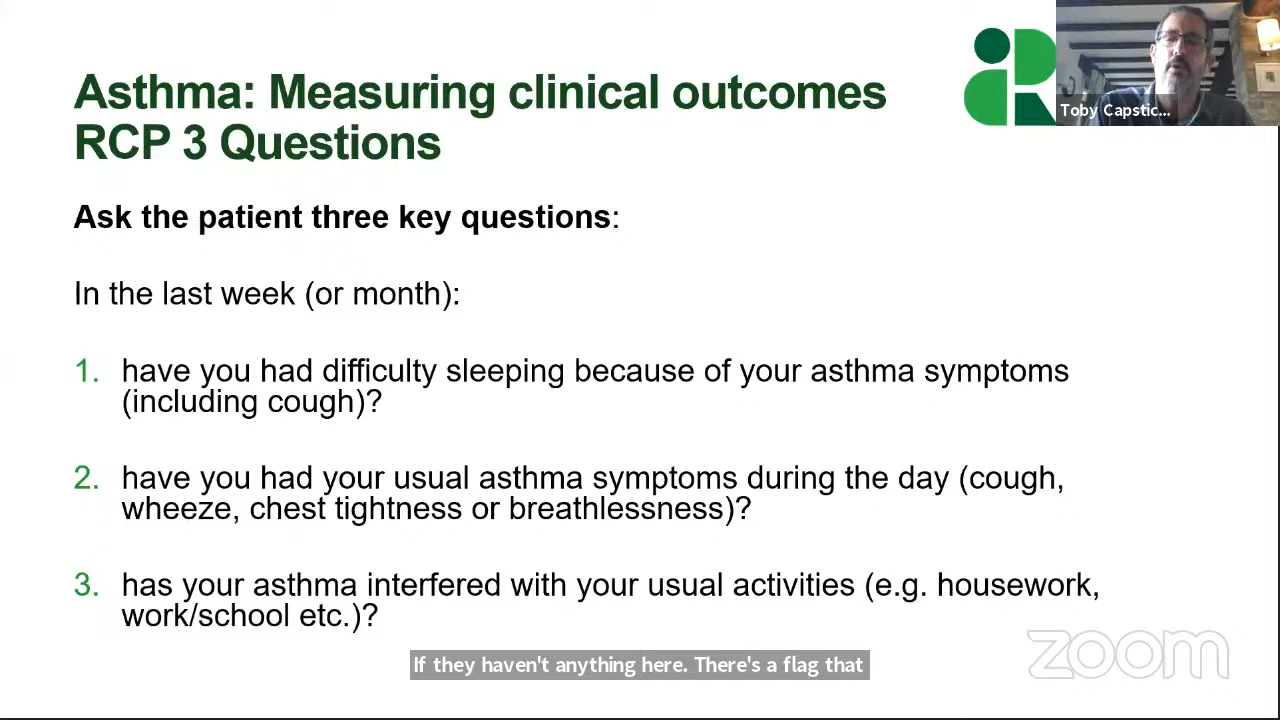 Asthma: Measuring clinical outcomes
RCP 3 Questions
Toby Capstic...
Ask the patient three key questions:
In the last week (or month):
1. have you had difficulty sleeping because of your asthma symptoms
(including cough)?
2. have you had your usual asthma symptoms during the day (cough,
wheeze, chest tightness or breathlessness)?
3. has your asthma interfered with your usual activities (e.g. housework,
work/school etc.)?
zoom
If they haven't anything here. There's a flag that